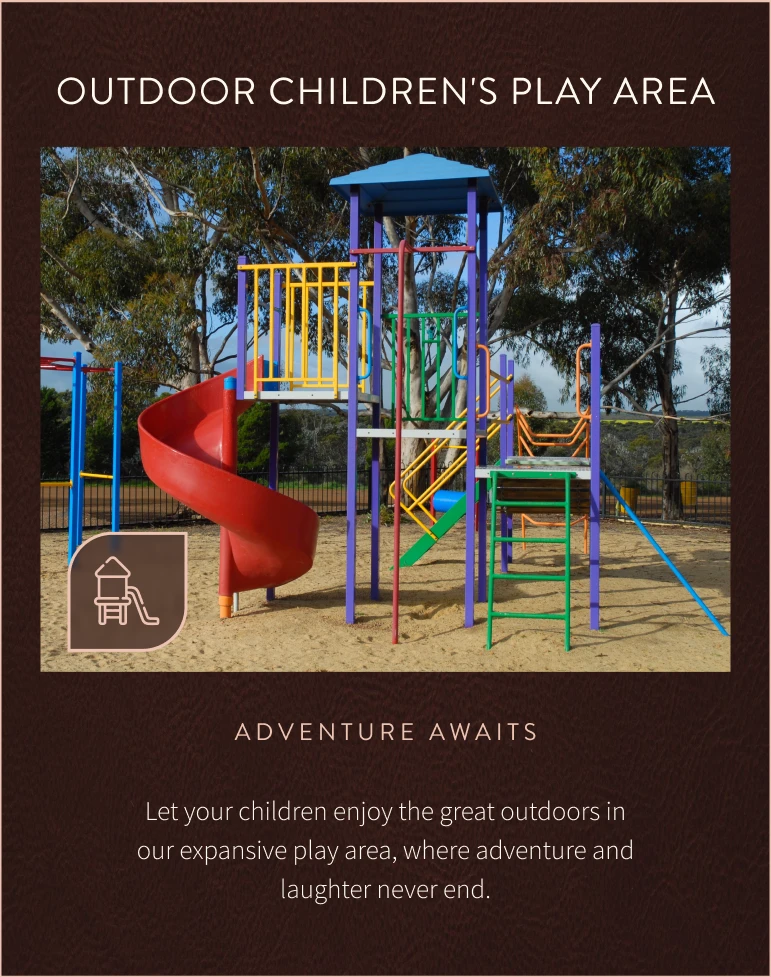 OUTDOOR CHILDREN'S PLAY AREA
ADVENTURE AWAITS
Let your children enjoy the great outdoors in
our expansive play area, where adventure and
laughter never end.